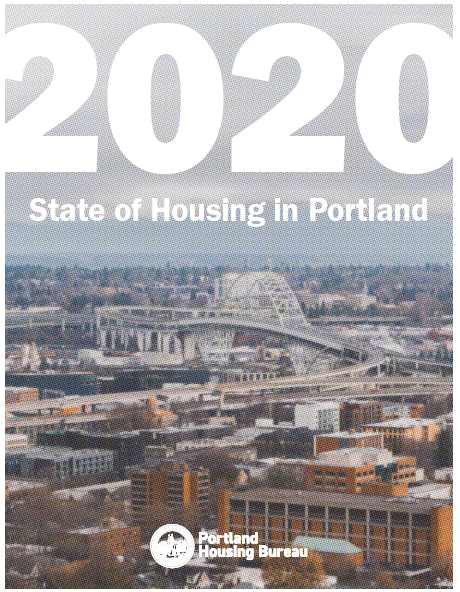 2020
State of Housing in Portland
Portland
Housing Bureau